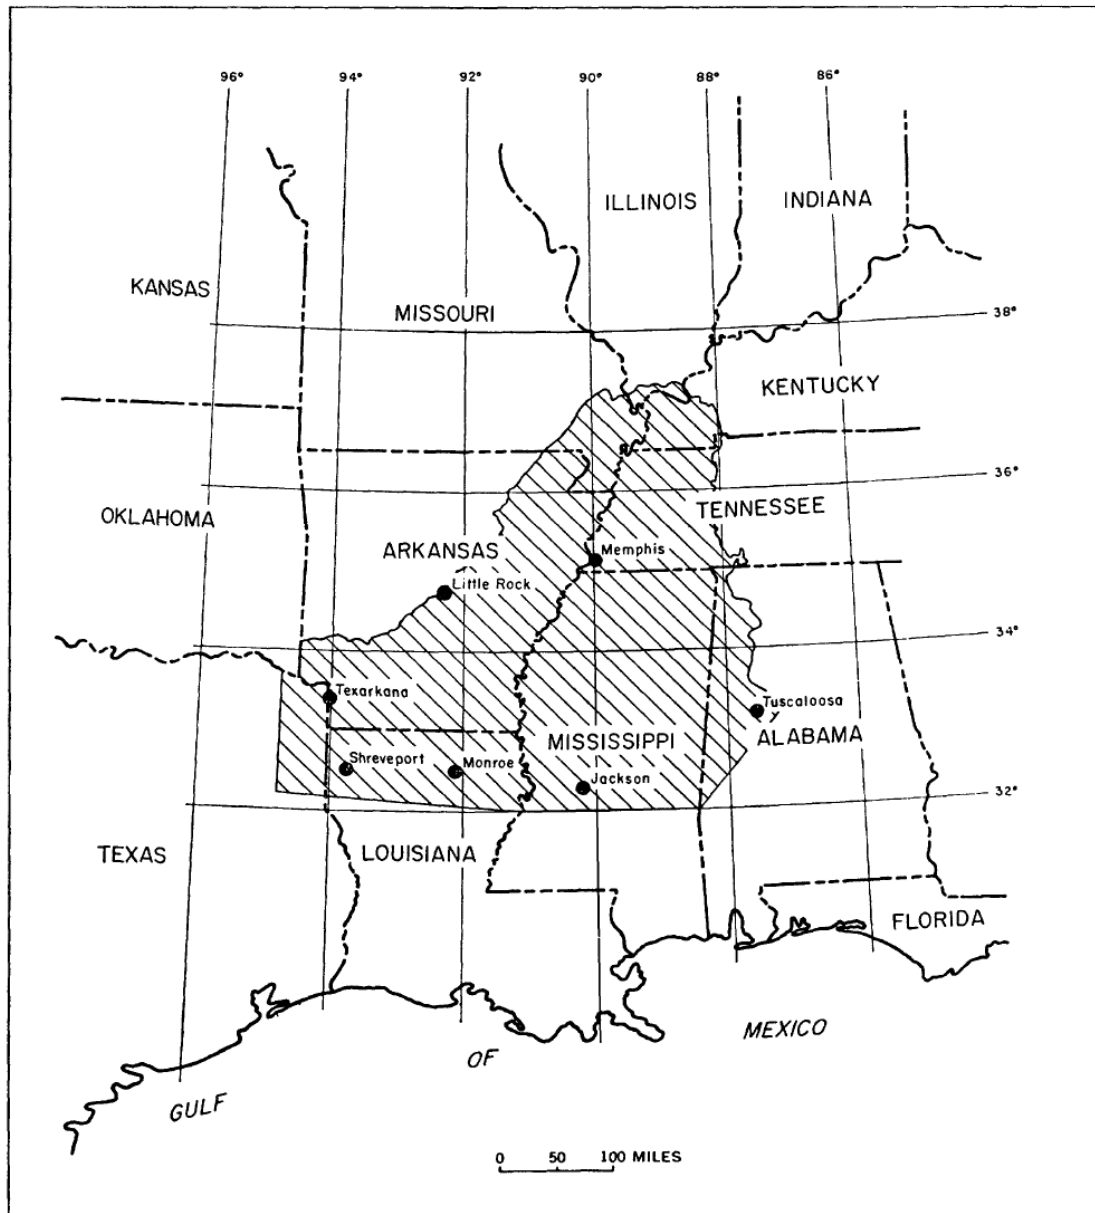 96° 94° 92° 90° 88° 86°
ILLINOIS INDIANA
KANSAS
MISSOURI
38°
KENTUCKY
36°
OKLAHOMA
TENNESSEE
ARKANSAS
Memphis
Little Rock
34°
Texarkana
Tuscaloosa
MISSISSIPPI
ALABAMA
Shreveport
Monroe
Jackson
32°
TEXAS
LOUISIANA
FLORIDA
GULF OF MEXICO
0 50 100 MILES